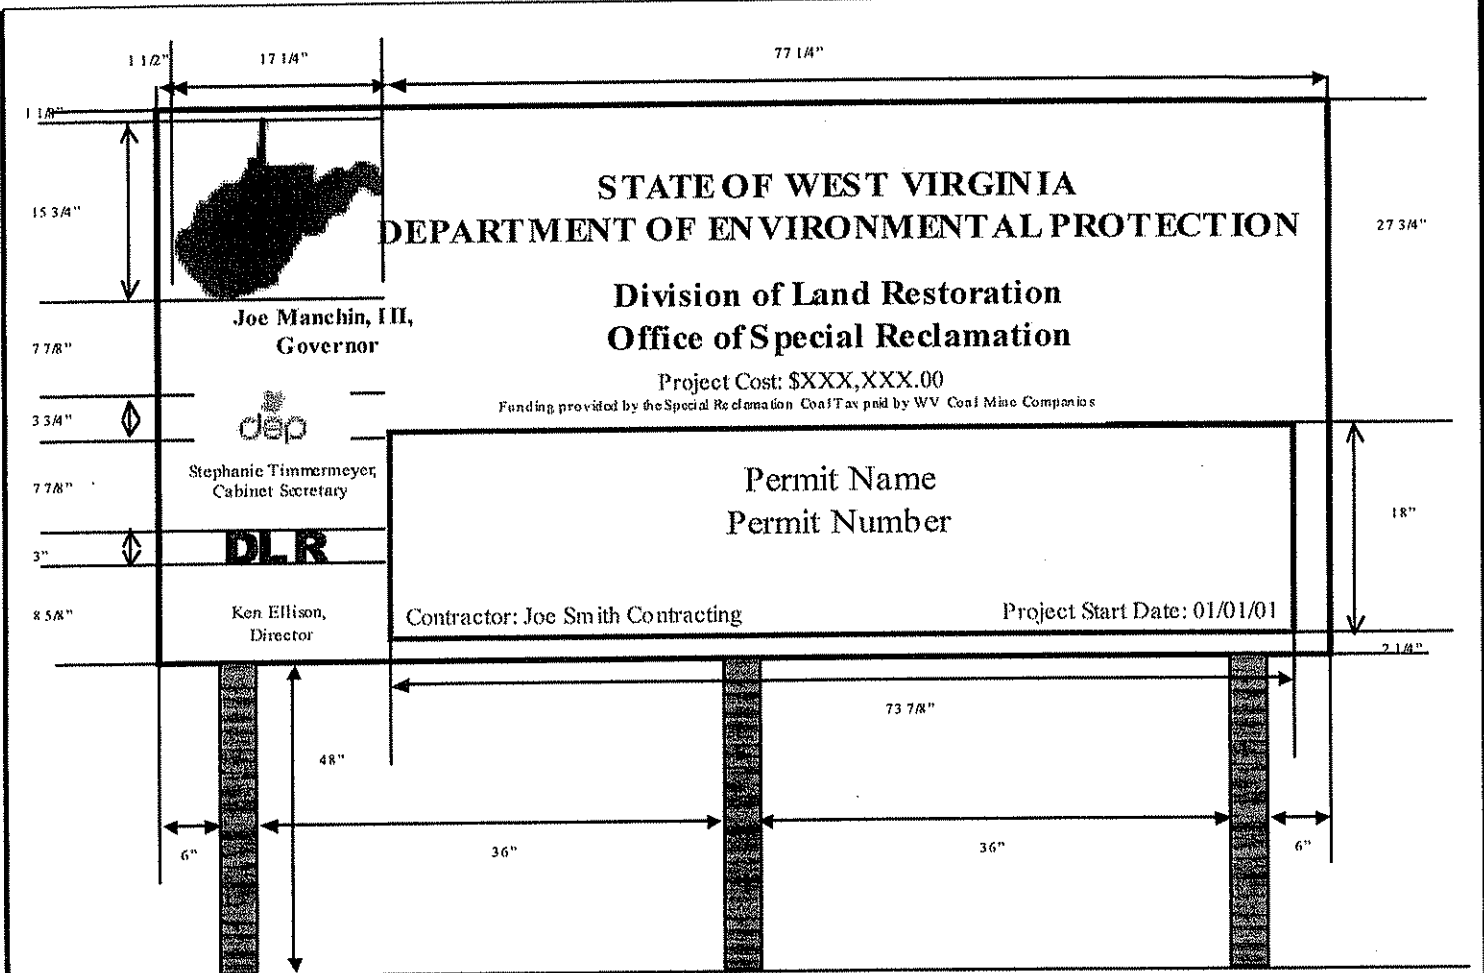 1 1/2"
17 1/4"
77 1/4"
1 1/8"
15 3/4"
STATE OF WEST VIRGINIA
DEPARTMENT OF ENVIRONMENTAL PROTECTION
27 3/4"
Division of Land Restoration
Office of Special Reclamation
Joe Manchin, III,
Governor
7 7/8"
Project Cost: $XXX,XXX.00
Funding provided by the Special Reclamation Coal Tax paid by WV Coal Mine Companies
3 3/4"
dep
Stephanie Timmermeyer,
Cabinet Secretary
7 7/8"
Permit Name
Permit Number
18"
DLR
3"
Ken Ellison,
Director
8 5/8"
Contractor: Joe Smith Contracting
Project Start Date: 01/01/01
2 1/4"
73 7/8"
48"
6"
36"
36"
6"